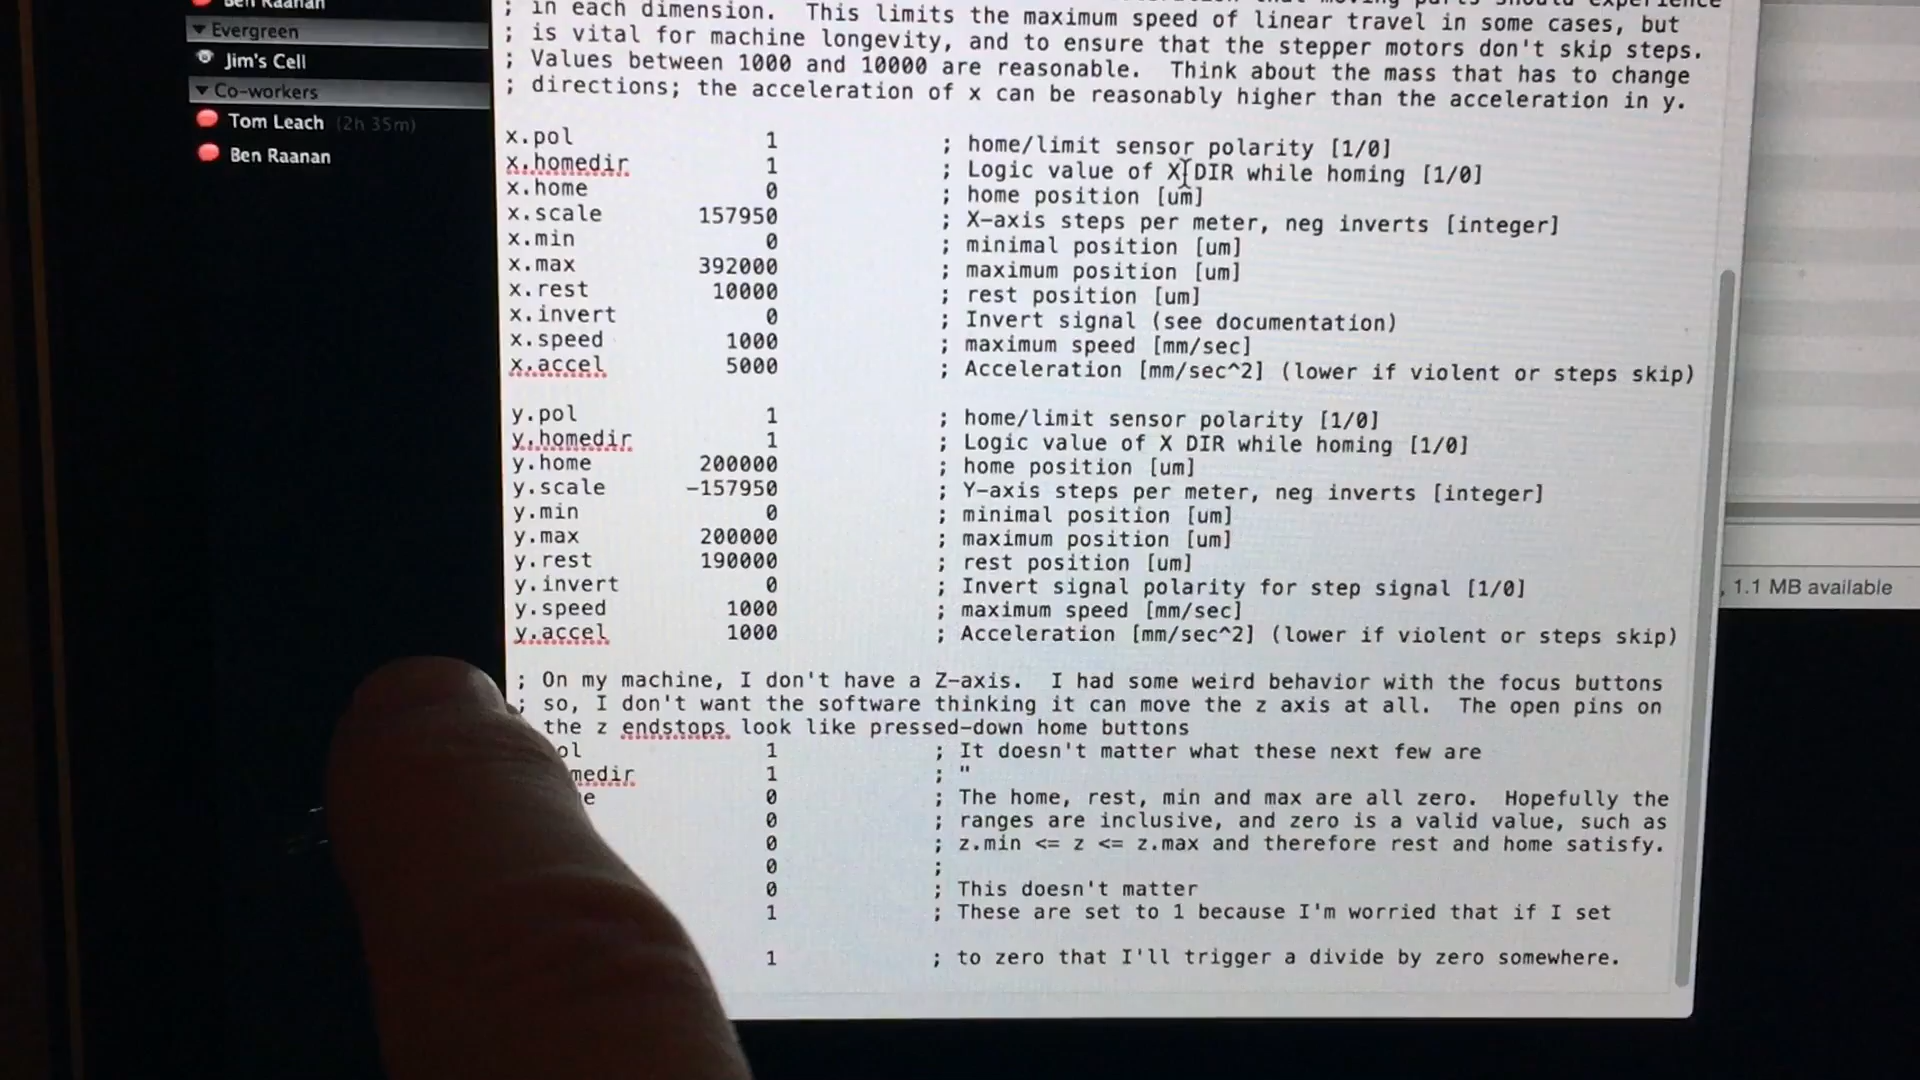 Ben Raanan
Evergreen
Jim's Cell
Co-workers
Tom Leach (2h 35m)
Ben Raanan
; in each dimension. This limits the maximum speed of linear travel in some cases, but
; is vital for machine longevity, and to ensure that the stepper motors don't skip steps.
; Values between 1000 and 10000 are reasonable. Think about the mass that has to change
; directions; the acceleration of x can be reasonably higher than the acceleration in y.
x.pol 1 ; home/limit sensor polarity [1/0]
x.homedir 1 ; Logic value of X DIR while homing [1/0]
x.home 0 ; home position [um]
x.scale 157950 ; X-axis steps per meter, neg inverts [integer]
x.min 0 ; minimal position [um]
x.max 392000 ; maximum position [um]
x.rest 10000 ; rest position [um]
x.invert 0 ; Invert signal (see documentation)
x.speed 1000 ; maximum speed [mm/sec]
x.accel 5000 ; Acceleration [mm/sec^2] (lower if violent or steps skip)
y.pol 1 ; home/limit sensor polarity [1/0]
y.homedir 1 ; Logic value of X DIR while homing [1/0]
y.home 200000 ; home position [um]
y.scale -157950 ; Y-axis steps per meter, neg inverts [integer]
y.min 0 ; minimal position [um]
y.max 200000 ; maximum position [um]
y.rest 190000 ; rest position [um]
y.invert 0 ; Invert signal polarity for step signal [1/0]
y.speed 1000 ; maximum speed [mm/sec]
y.accel 1000 ; Acceleration [mm/sec^2] (lower if violent or steps skip)
; On my machine, I don't have a Z-axis. I had some weird behavior with the focus buttons
; so, I don't want the software thinking it can move the z axis at all. The open pins on
the z endstops look like pressed-down home buttons
ol 1 ; It doesn't matter what these next few are
medir 1 ; "
e 0 ; The home, rest, min and max are all zero. Hopefully the
0 ; ranges are inclusive, and zero is a valid value, such as
0 ; z.min <= z <= z.max and therefore rest and home satisfy.
0 ;
0 ; This doesn't matter
1 ; These are set to 1 because I'm worried that if I set
1 ; to zero that I'll trigger a divide by zero somewhere.
, 1.1 MB available